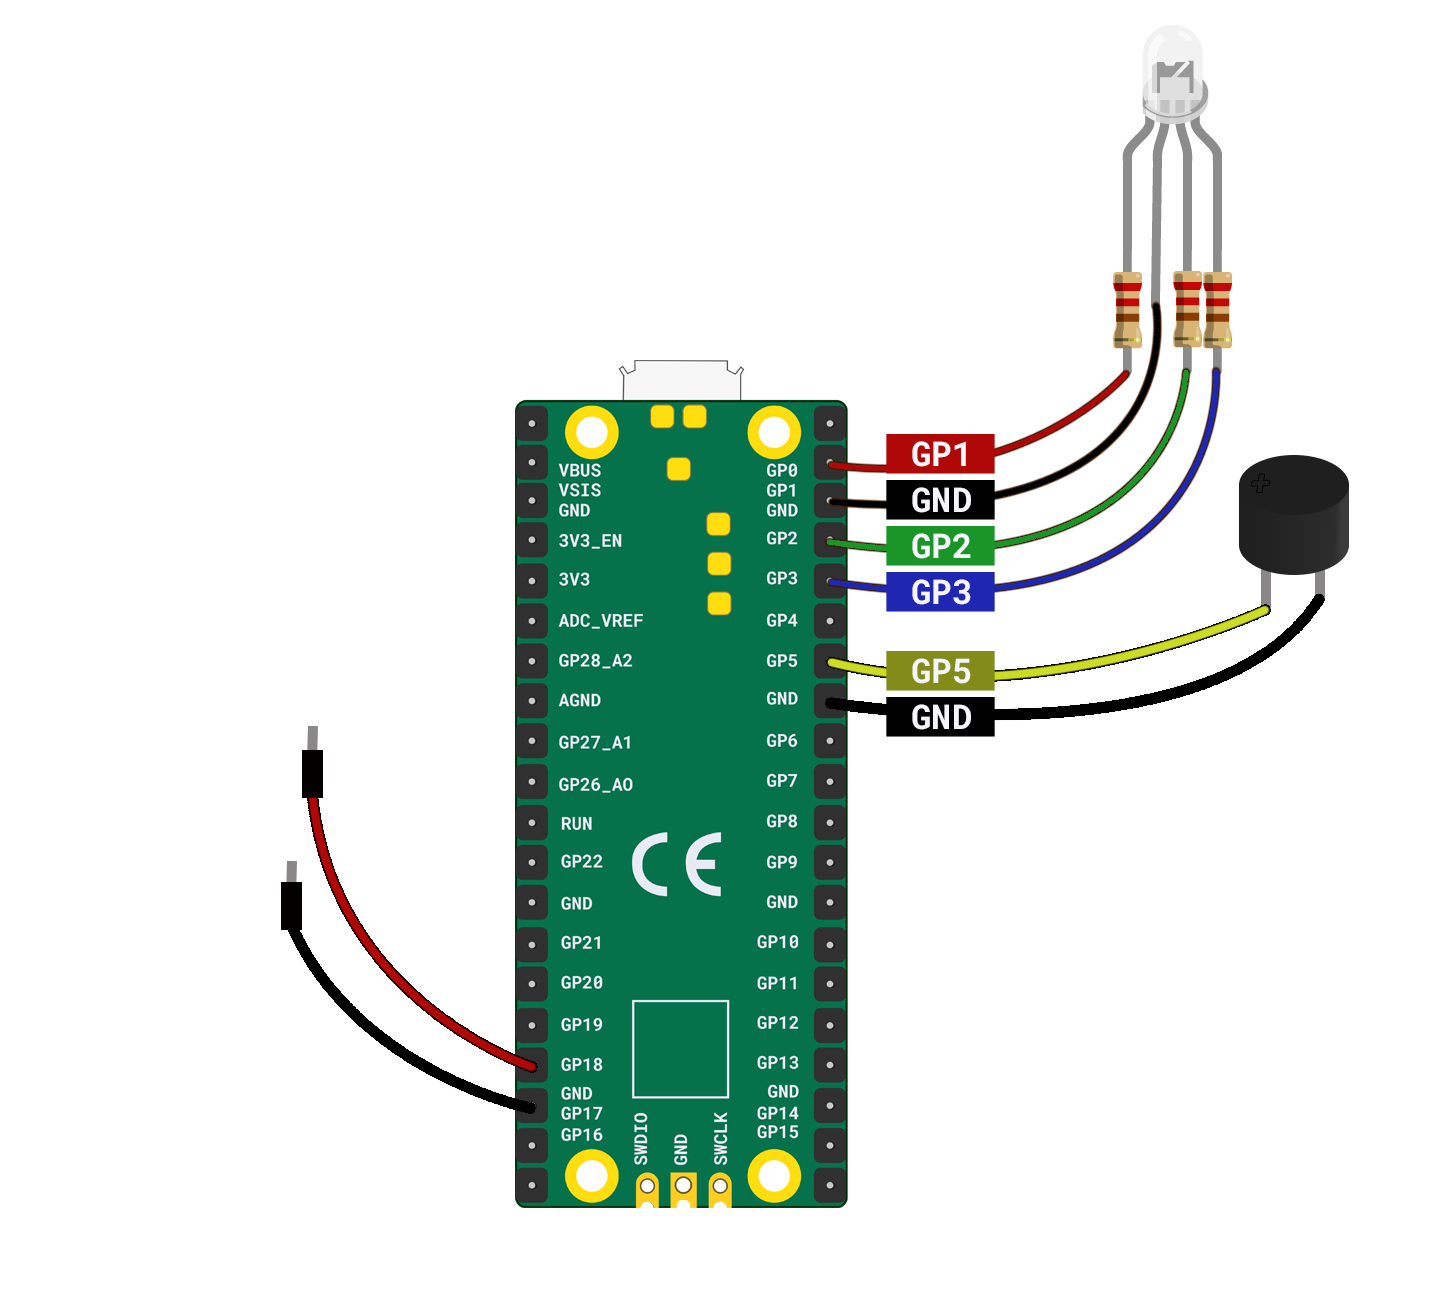 VBUS
VSIS
GND
3V3_EN
3V3
ADC_VREF
GP28_A2
AGND
GP27_A1
GP26_A0
RUN
GP22
GND
GP21
GP20
GP19
GP18
GND
GP17
GP16
GP0
GP1
GND
GP2
GP3
GP4
GP5
GND
GP6
GP7
GP8
GP9
GND
GP10
GP11
GP12
GP13
GND
GP14
GP15
CE
SWDIO
GND
SWCLK
GP1
GND
GP2
GP3
GP5
GND
+